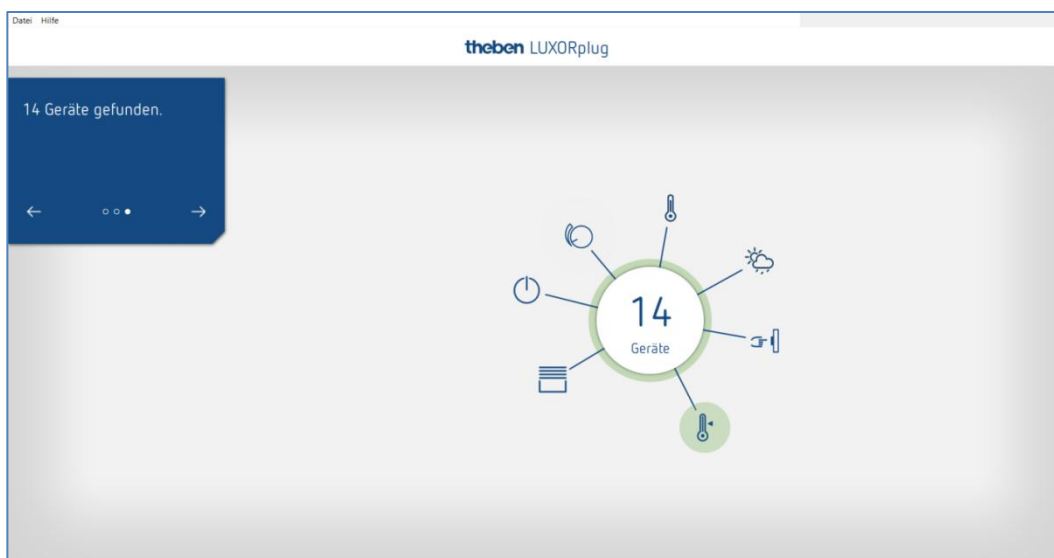 Datei Hilfe
theben LUXORplug
14 Geräte gefunden.
14
Geräte